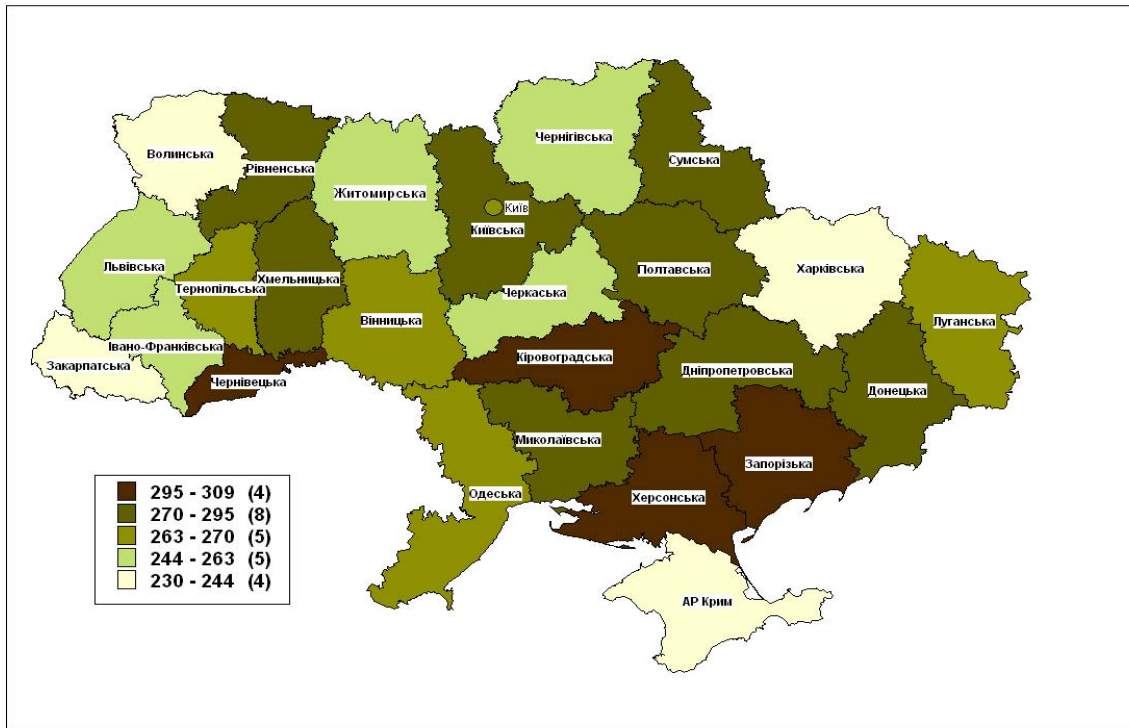 Чернігівська
Волинська
Рівненська
Сумська
Житомирська
Київ
Київська
Львівська
Тернопільська
Хмельницька
Полтавська
Харківська
Черкаська
Вінницька
Луганська
Івано-Франківська
Закарпатська
Чернівецька
Кіровоградська
Дніпропетровська
Донецька
Миколаївська
Запорізька
Одеська
Херсонська
АР Крим
295 - 309 (4)
270 - 295 (8)
263 - 270 (5)
244 - 263 (5)
230 - 244 (4)